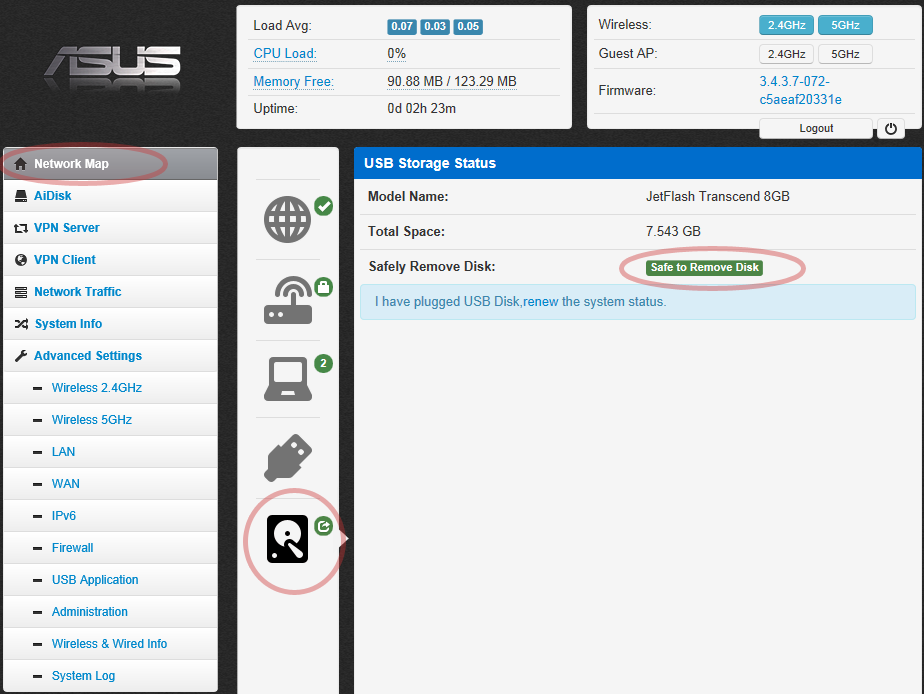 ASUS
Load Avg: 0.07 0.03 0.05
CPU Load: 0%
Memory Free: 90.88 MB / 123.29 MB
Uptime: 0d 02h 23m
Wireless: 2.4GHz 5GHz
Guest AP: 2.4GHz 5GHz
Firmware: 3.4.3.7-072-
c5aeaf20331e
Logout
Network Map
AiDisk
VPN Server
VPN Client
Network Traffic
System Info
Advanced Settings
Wireless 2.4GHz
Wireless 5GHz
LAN
WAN
IPv6
Firewall
USB Application
Administration
Wireless & Wired Info
System Log
2
USB Storage Status
Model Name: JetFlash Transcend 8GB
Total Space: 7.543 GB
Safely Remove Disk: Safe to Remove Disk
I have plugged USB Disk,renew the system status.